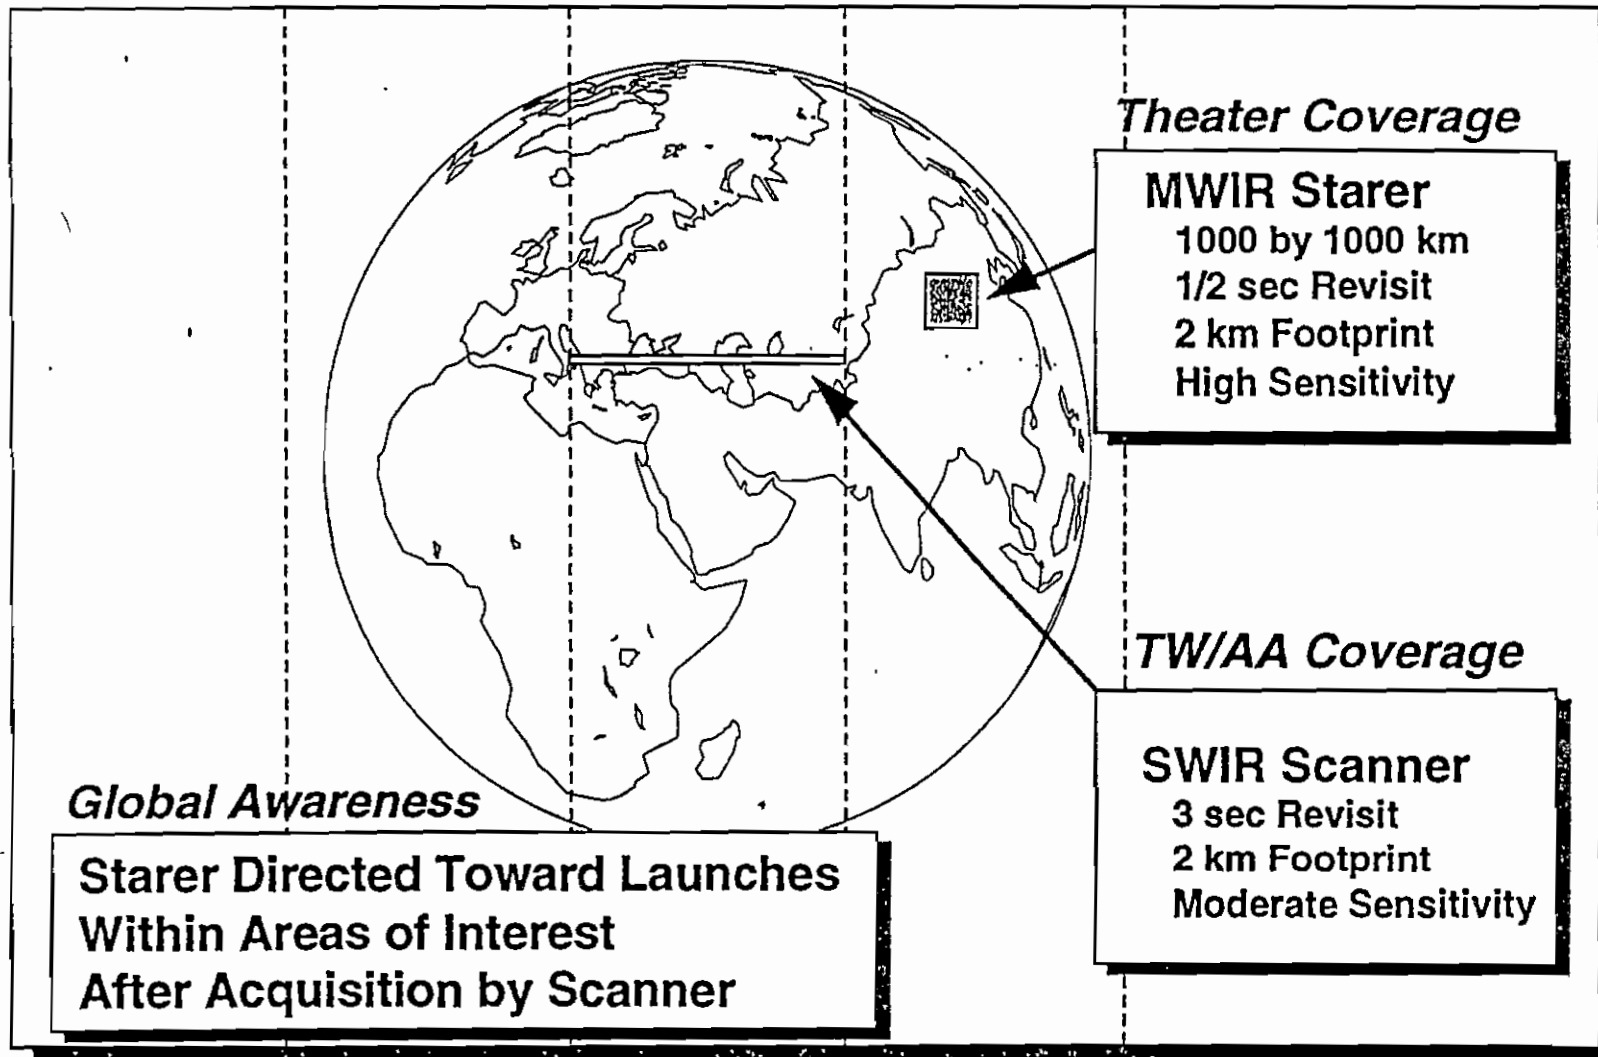 Theater Coverage
MWIR Starer
1000 by 1000 km
1/2 sec Revisit
2 km Footprint
High Sensitivity
TW/AA Coverage
SWIR Scanner
3 sec Revisit
2 km Footprint
Moderate Sensitivity
Global Awareness
Starer Directed Toward Launches
Within Areas of Interest
After Acquisition by Scanner